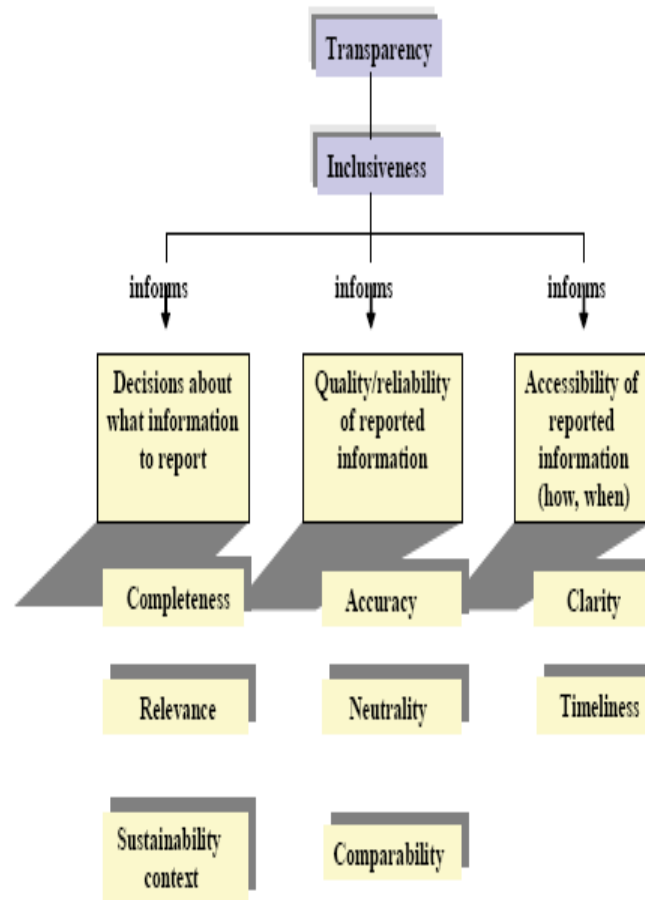 Transparency
Inclusiveness
informs
informs
informs
Decisions about
what information
to report
Quality/reliability
of reported
information
Accessibility of
reported
information
(how, when)
Completeness
Accuracy
Clarity
Relevance
Neutrality
Timeliness
Sustainability
context
Comparability